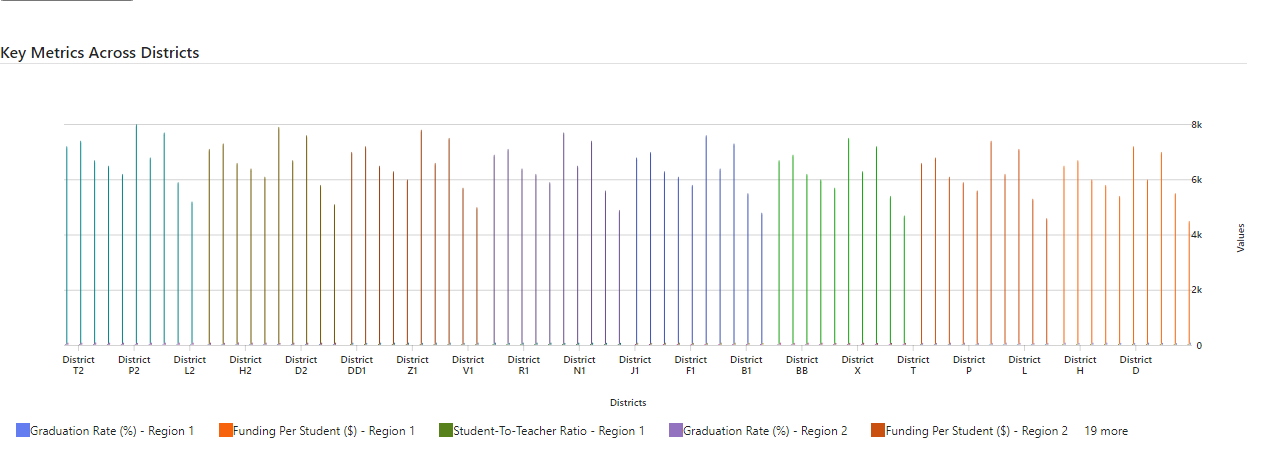 Key Metrics Across Districts
8k
6k
4k
2k
0
Values
District T2
District P2
District L2
District H2
District D2
District DD1
District Z1
District V1
District R1
District N1
District J1
District F1
District B1
District BB
District X
District T
District P
District L
District H
District D
Districts
Graduation Rate (%) - Region 1
Funding Per Student ($) - Region 1
Student-To-Teacher Ratio - Region 1
Graduation Rate (%) - Region 2
Funding Per Student ($) - Region 2
19 more